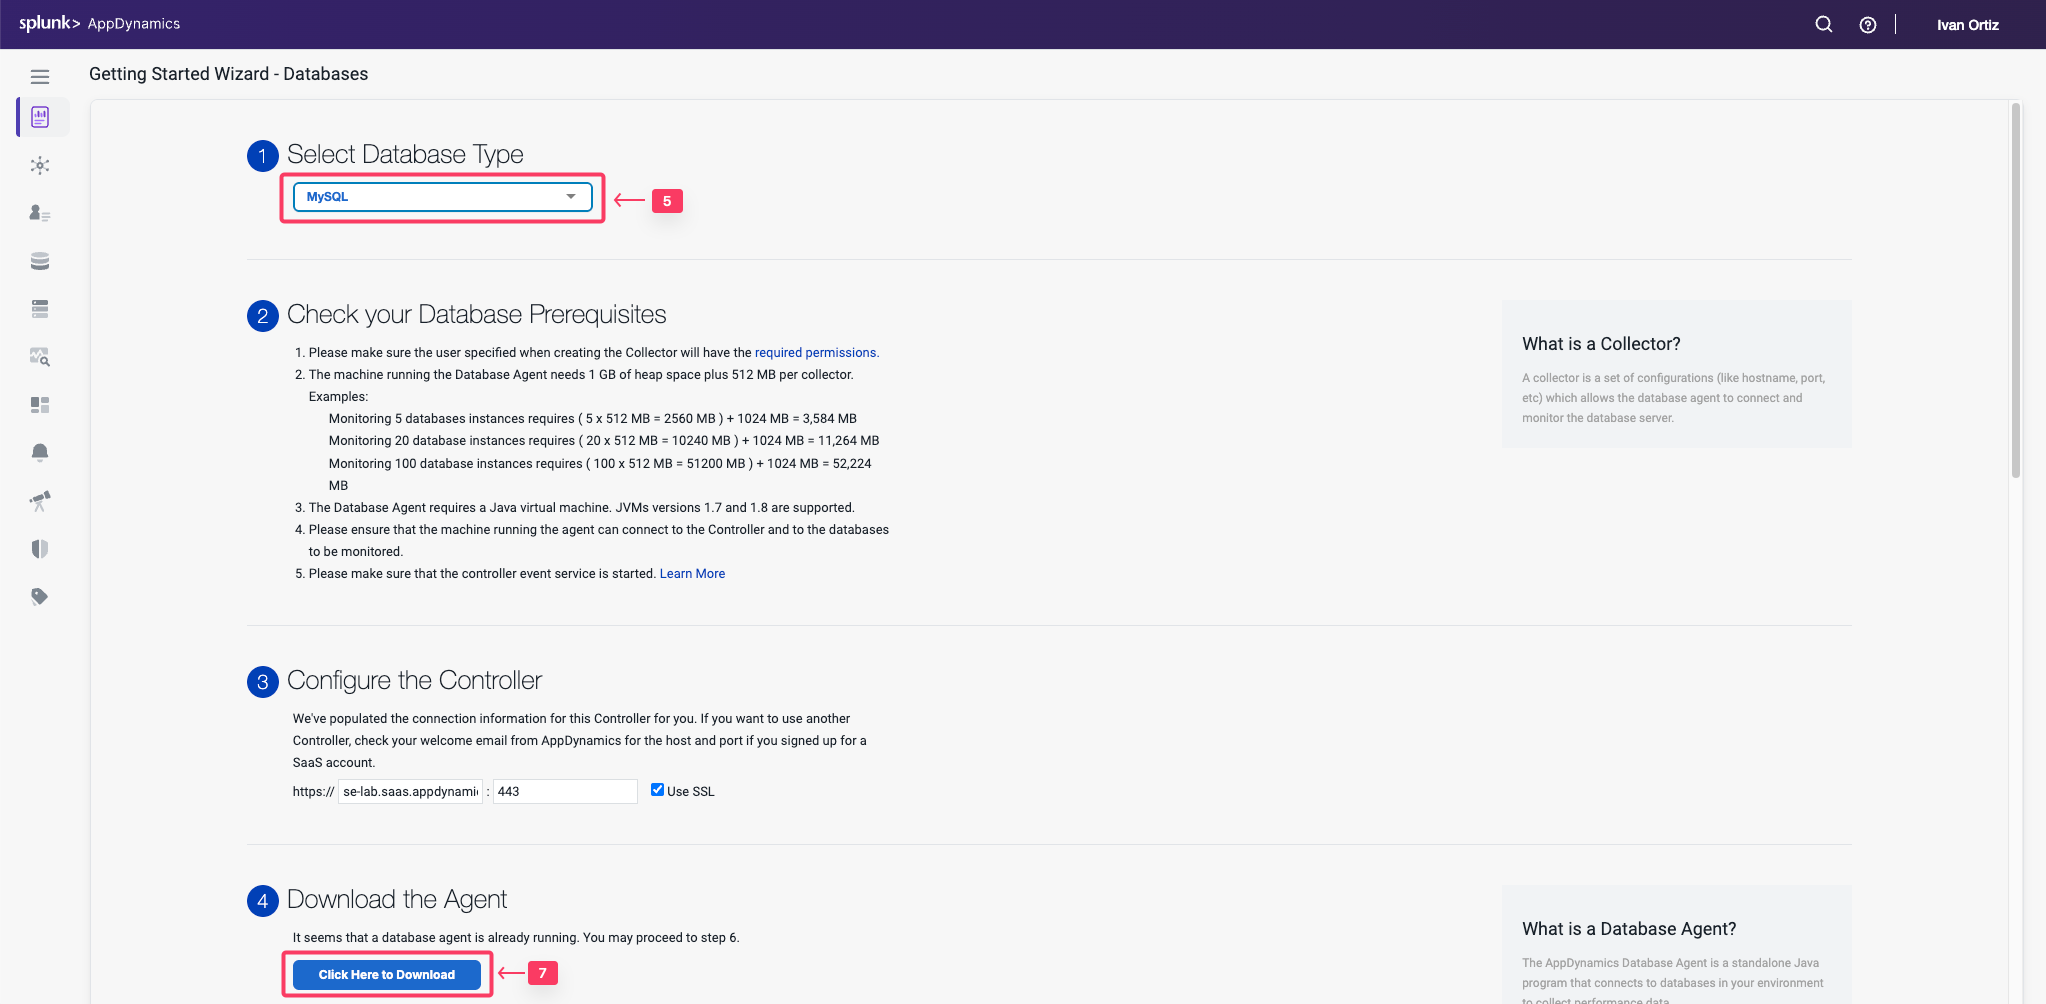 splunk> AppDynamics
Ivan Ortiz
Getting Started Wizard - Databases
1 Select Database Type
MySQL
5
2 Check your Database Prerequisites
1. Please make sure the user specified when creating the Collector will have the required permissions.
2. The machine running the Database Agent needs 1 GB of heap space plus 512 MB per collector.
Examples:
Monitoring 5 databases instances requires ( 5 x 512 MB = 2560 MB ) + 1024 MB = 3,584 MB
Monitoring 20 database instances requires ( 20 x 512 MB = 10240 MB ) + 1024 MB = 11,264 MB
Monitoring 100 database instances requires ( 100 x 512 MB = 51200 MB ) + 1024 MB = 52,224
MB
3. The Database Agent requires a Java virtual machine. JVMs versions 1.7 and 1.8 are supported.
4. Please ensure that the machine running the agent can connect to the Controller and to the databases
to be monitored.
5. Please make sure that the controller event service is started. Learn More
What is a Collector?
A collector is a set of configurations (like hostname, port,
etc) which allows the database agent to connect and
monitor the database server.
3 Configure the Controller
We've populated the connection information for this Controller for you. If you want to use another
Controller, check your welcome email from AppDynamics for the host and port if you signed up for a
SaaS account.
https:// se-lab.saas.appdynami : 443 Use SSL
4 Download the Agent
It seems that a database agent is already running. You may proceed to step 6.
Click Here to Download
7
What is a Database Agent?
The AppDynamics Database Agent is a standalone Java
program that connects to databases in your environment
to collect performance data